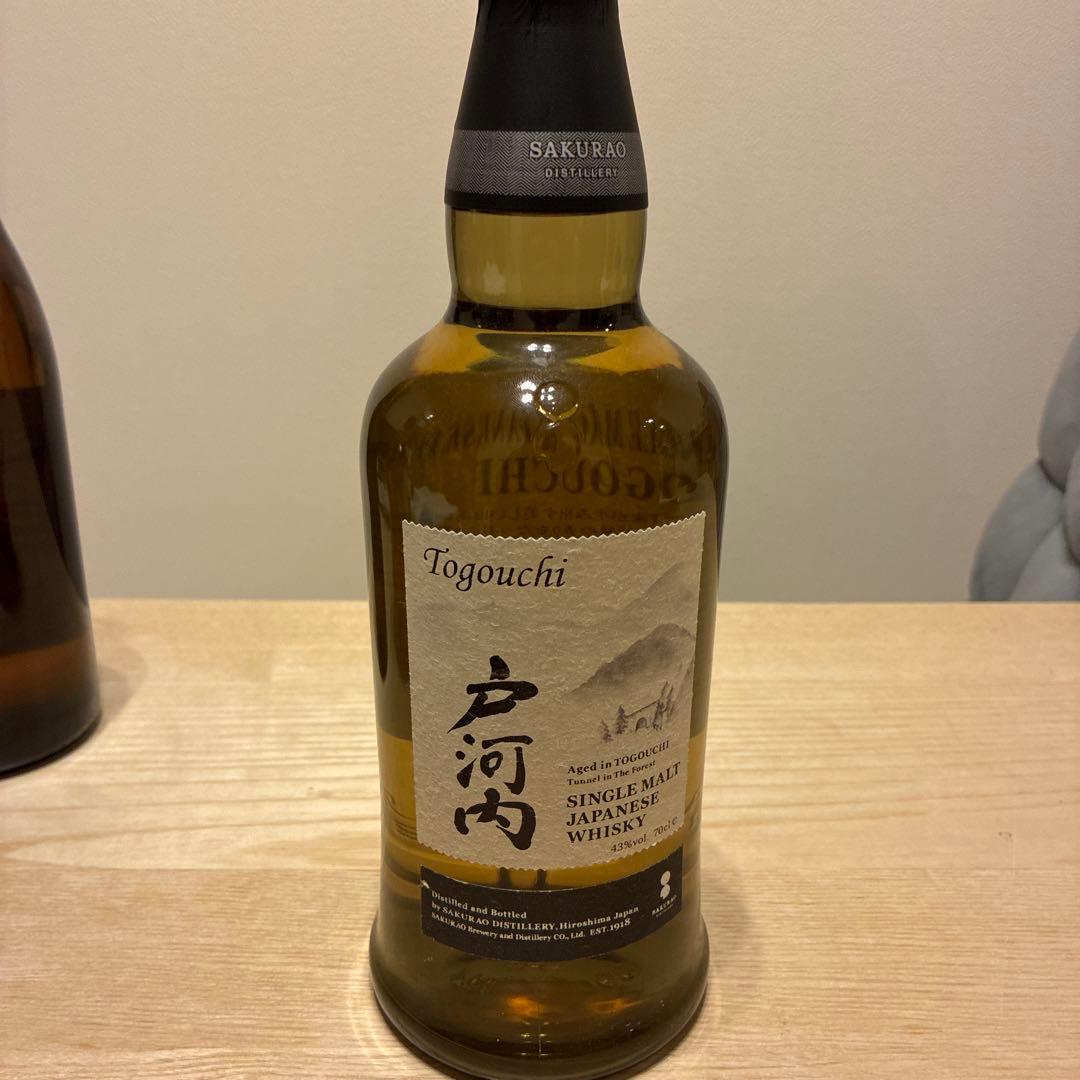 SAKURAO
DISTILLERY
Togouchi
戸河内
Aged in TOGOUCHI
Tunnel in The Forest
SINGLE MALT
JAPANESE
WHISKY
43%vol. 70cl e
Distilled and Bottled
by SAKURAO DISTILLERY, Hiroshima Japan
SAKURAO Brewery and Distillery CO., Ltd. EST. 1918
SAKURAO